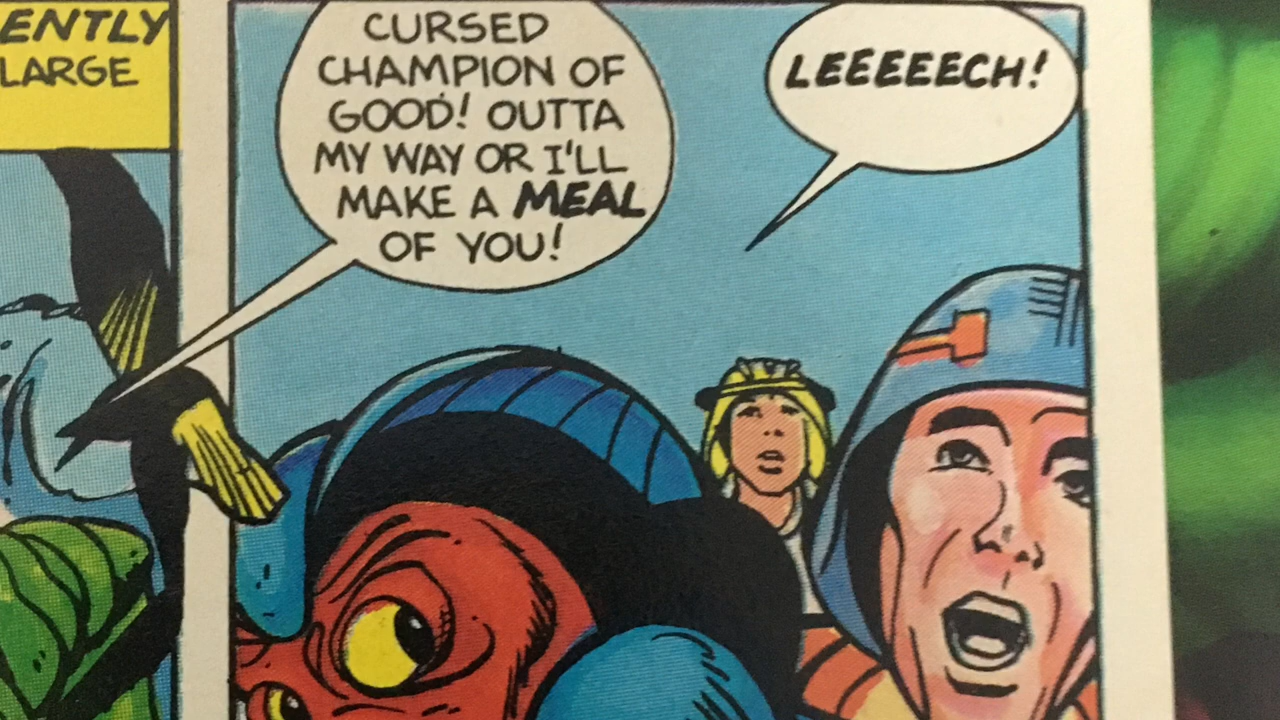 ENTLY
LARGE
CURSED
CHAMPION OF
GOOD! OUTTA
MY WAY OR I'LL
MAKE A MEAL
OF YOU!
LEEEEECH!